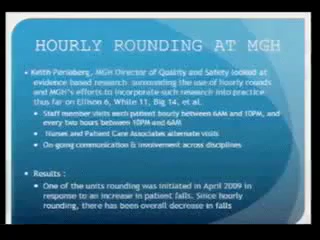 HOURLY ROUNDING AT MGH
• Keith Perleberg, MGH Director of Quality and Safety looked at
evidence based research surrounding the use of hourly rounds
and MGH's efforts to incorporate such research into practice
thus far on Ellison 6, White 11, Big 14, et al.
• Staff member visits each patient hourly between 6AM and 10PM, and
every two hours between 10PM and 6AM
• Nurses and Patient Care Associates alternate visits
• On-going communication & involvement across disciplines
• Results :
• One of the units rounding was initiated in April 2009 in
response to an increase in patient falls. Since hourly
rounding, there has been overall decrease in falls